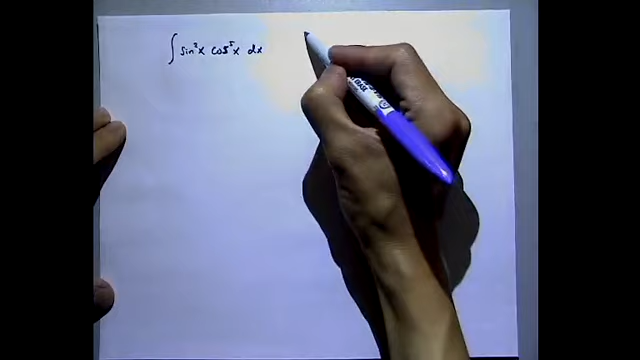 ∫ sin²x cos⁵x dx